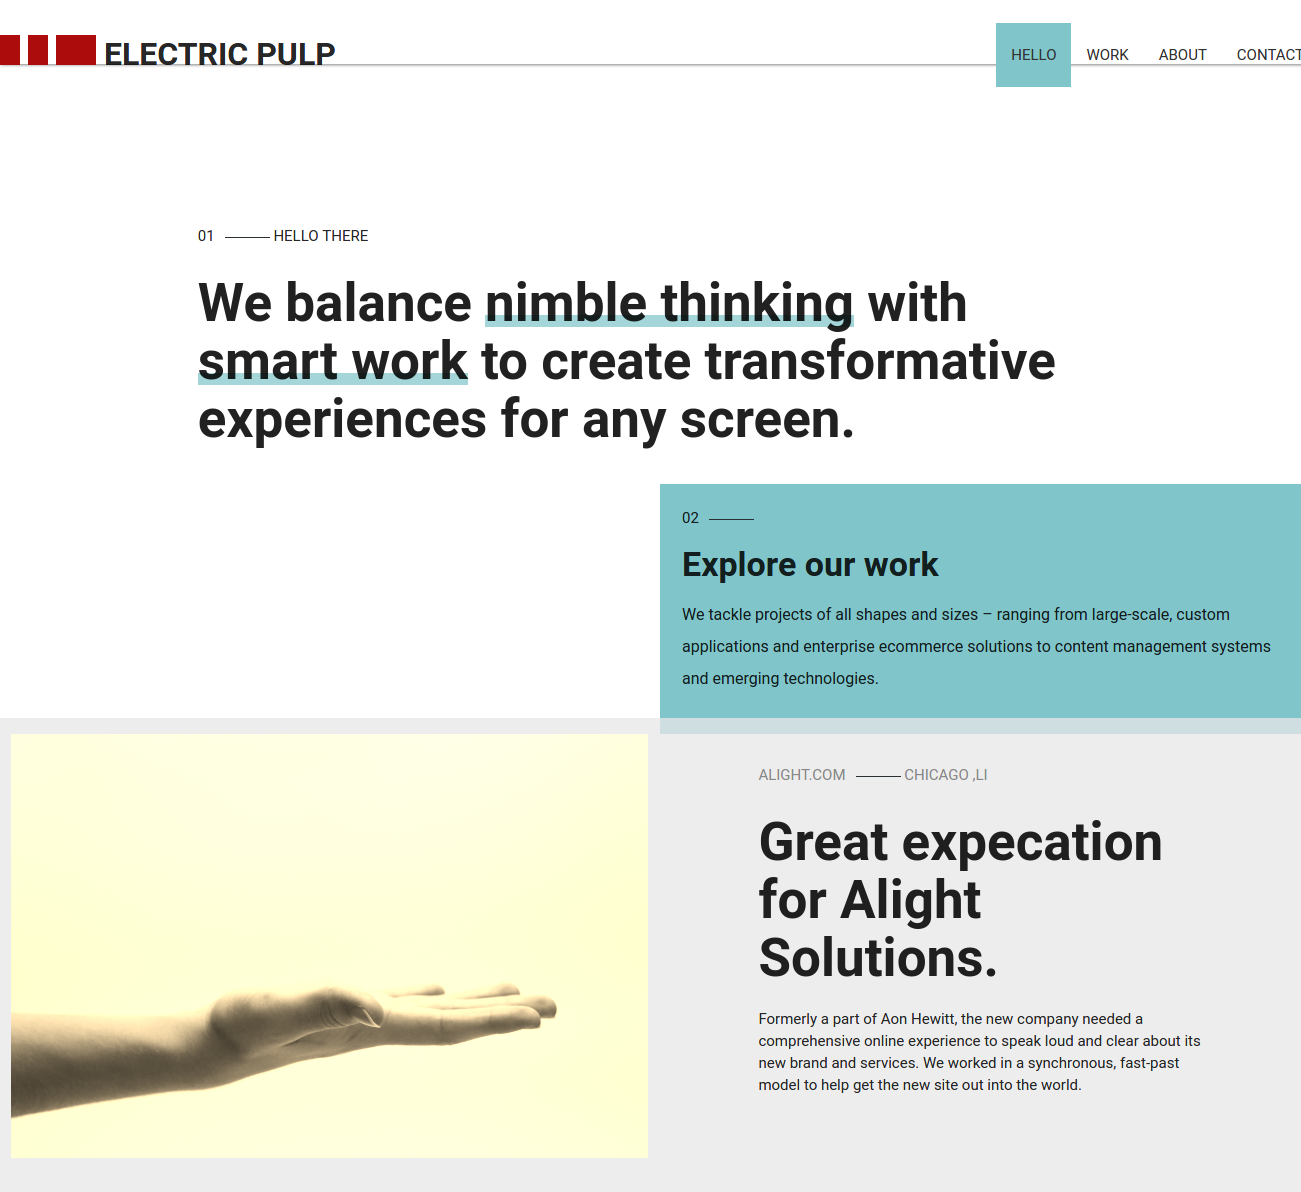 ELECTRIC PULP
HELLO WORK ABOUT CONTACT
01 HELLO THERE
We balance nimble thinking with
smart work to create transformative
experiences for any screen.
02
Explore our work
We tackle projects of all shapes and sizes – ranging from large-scale, custom
applications and enterprise ecommerce solutions to content management systems
and emerging technologies.
ALIGHT.COM CHICAGO ,LI
Great expecation
for Alight
Solutions.
Formerly a part of Aon Hewitt, the new company needed a
comprehensive online experience to speak loud and clear about its
new brand and services. We worked in a synchronous, fast-past
model to help get the new site out into the world.